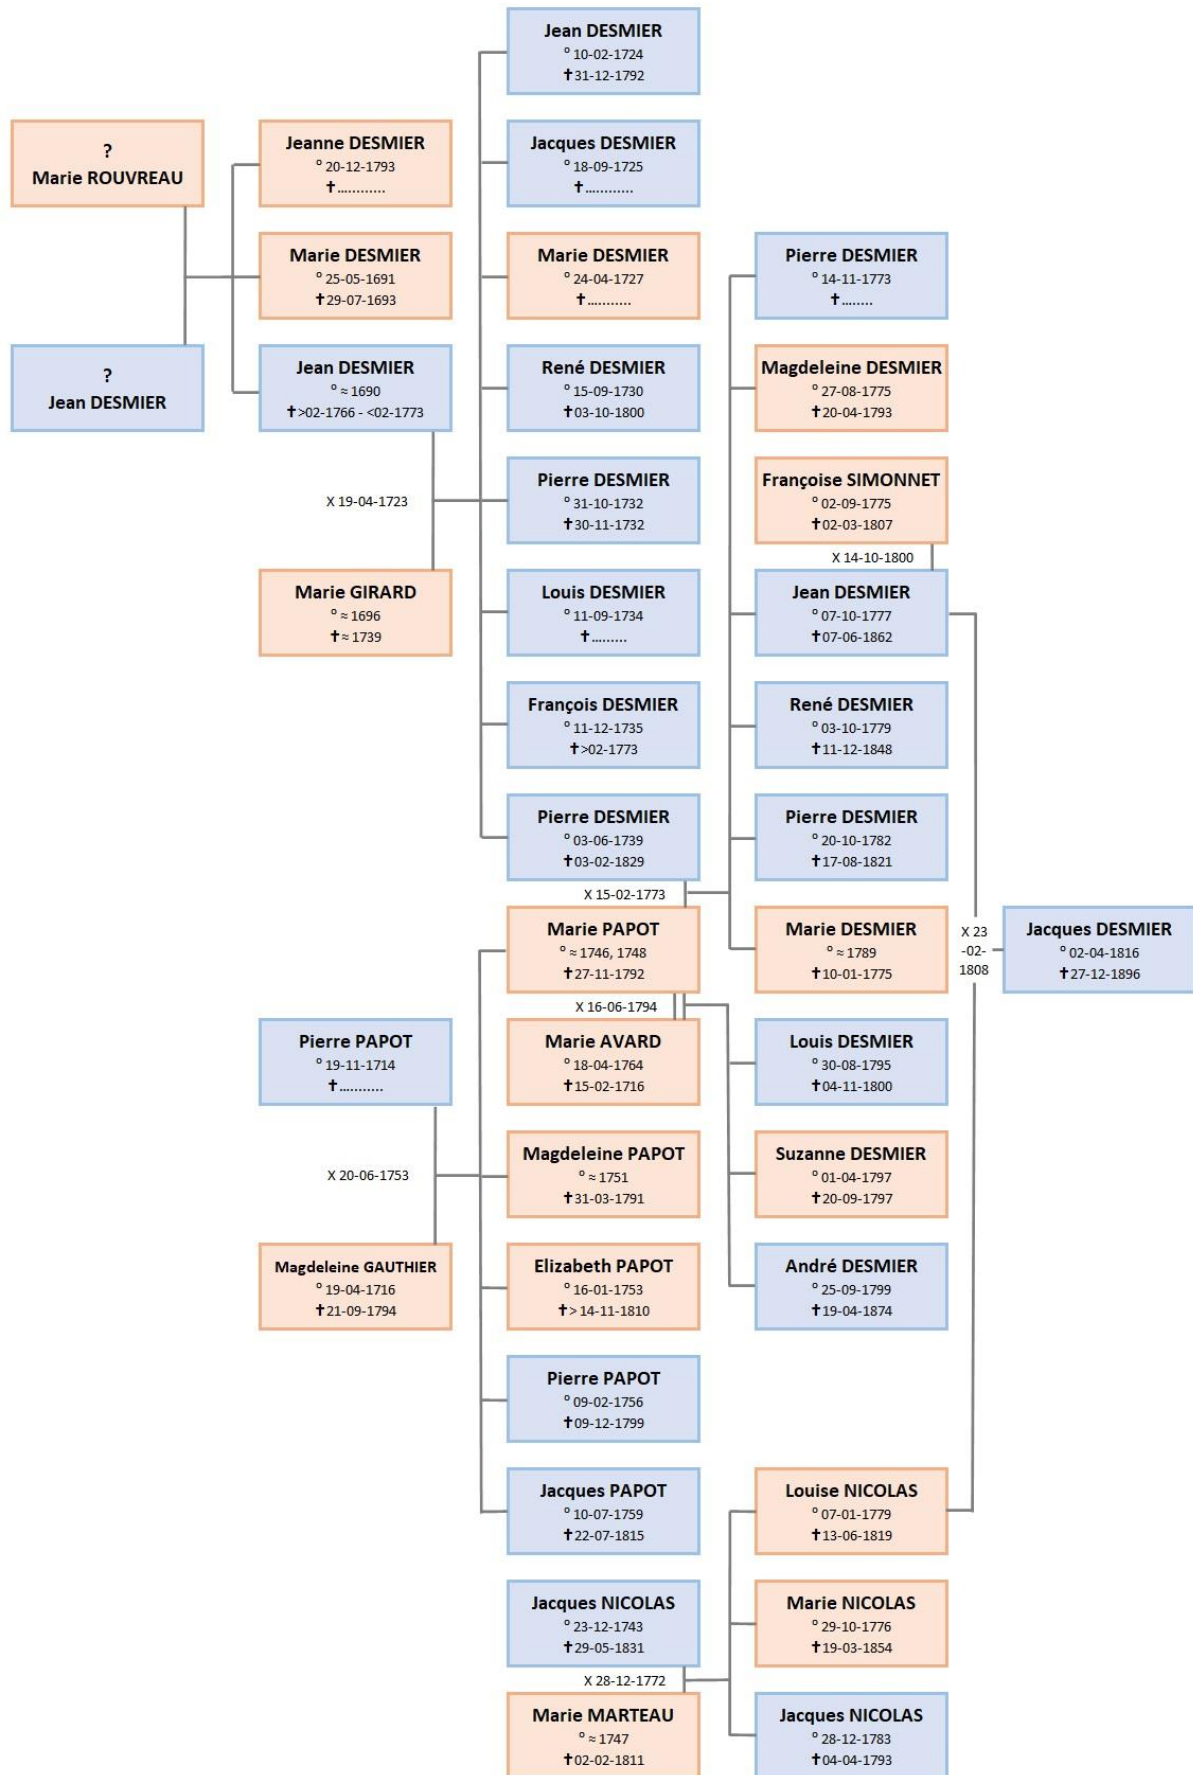 ?
Marie ROUVREAU
?
Jean DESMIER
Jeanne DESMIER
° 20-12-1793
✝...........
Marie DESMIER
° 25-05-1691
✝29-07-1693
Jean DESMIER
° ≈ 1690
✝>02-1766 - <02-1773
X 19-04-1723
Marie GIRARD
° ≈ 1696
✝≈ 1739
Pierre PAPOT
° 19-11-1714
✝...........
X 20-06-1753
Magdeleine GAUTHIER
° 19-04-1716
✝21-09-1794
Jean DESMIER
° 10-02-1724
✝31-12-1792
Jacques DESMIER
° 18-09-1725
✝...........
Marie DESMIER
° 24-04-1727
✝...........
René DESMIER
° 15-09-1730
✝03-10-1800
Pierre DESMIER
° 31-10-1732
✝30-11-1732
Louis DESMIER
° 11-09-1734
✝.........
François DESMIER
° 11-12-1735
✝>02-1773
Pierre DESMIER
° 03-06-1739
✝03-02-1829
X 15-02-1773
Marie PAPOT
° ≈ 1746, 1748
✝27-11-1792
X 16-06-1794
Marie AVARD
° 18-04-1764
✝15-02-1716
Magdeleine PAPOT
° ≈ 1751
✝31-03-1791
Elizabeth PAPOT
° 16-01-1753
✝> 14-11-1810
Pierre PAPOT
° 09-02-1756
✝09-12-1799
Jacques PAPOT
° 10-07-1759
✝22-07-1815
Jacques NICOLAS
° 23-12-1743
✝29-05-1831
X 28-12-1772
Marie MARTEAU
° ≈ 1747
✝02-02-1811
Pierre DESMIER
° 14-11-1773
✝........
Magdeleine DESMIER
° 27-08-1775
✝20-04-1793
Françoise SIMONNET
° 02-09-1775
✝02-03-1807
X 14-10-1800
Jean DESMIER
° 07-10-1777
✝07-06-1862
René DESMIER
° 03-10-1779
✝11-12-1848
Pierre DESMIER
° 20-10-1782
✝17-08-1821
Marie DESMIER
° ≈ 1789
✝10-01-1775
Louis DESMIER
° 30-08-1795
✝04-11-1800
Suzanne DESMIER
° 01-04-1797
✝20-09-1797
André DESMIER
° 25-09-1799
✝19-04-1874
Louise NICOLAS
° 07-01-1779
✝13-06-1819
Marie NICOLAS
° 29-10-1776
✝19-03-1854
Jacques NICOLAS
° 28-12-1783
✝04-04-1793
X 23
-02-
1808
Jacques DESMIER
° 02-04-1816
✝27-12-1896